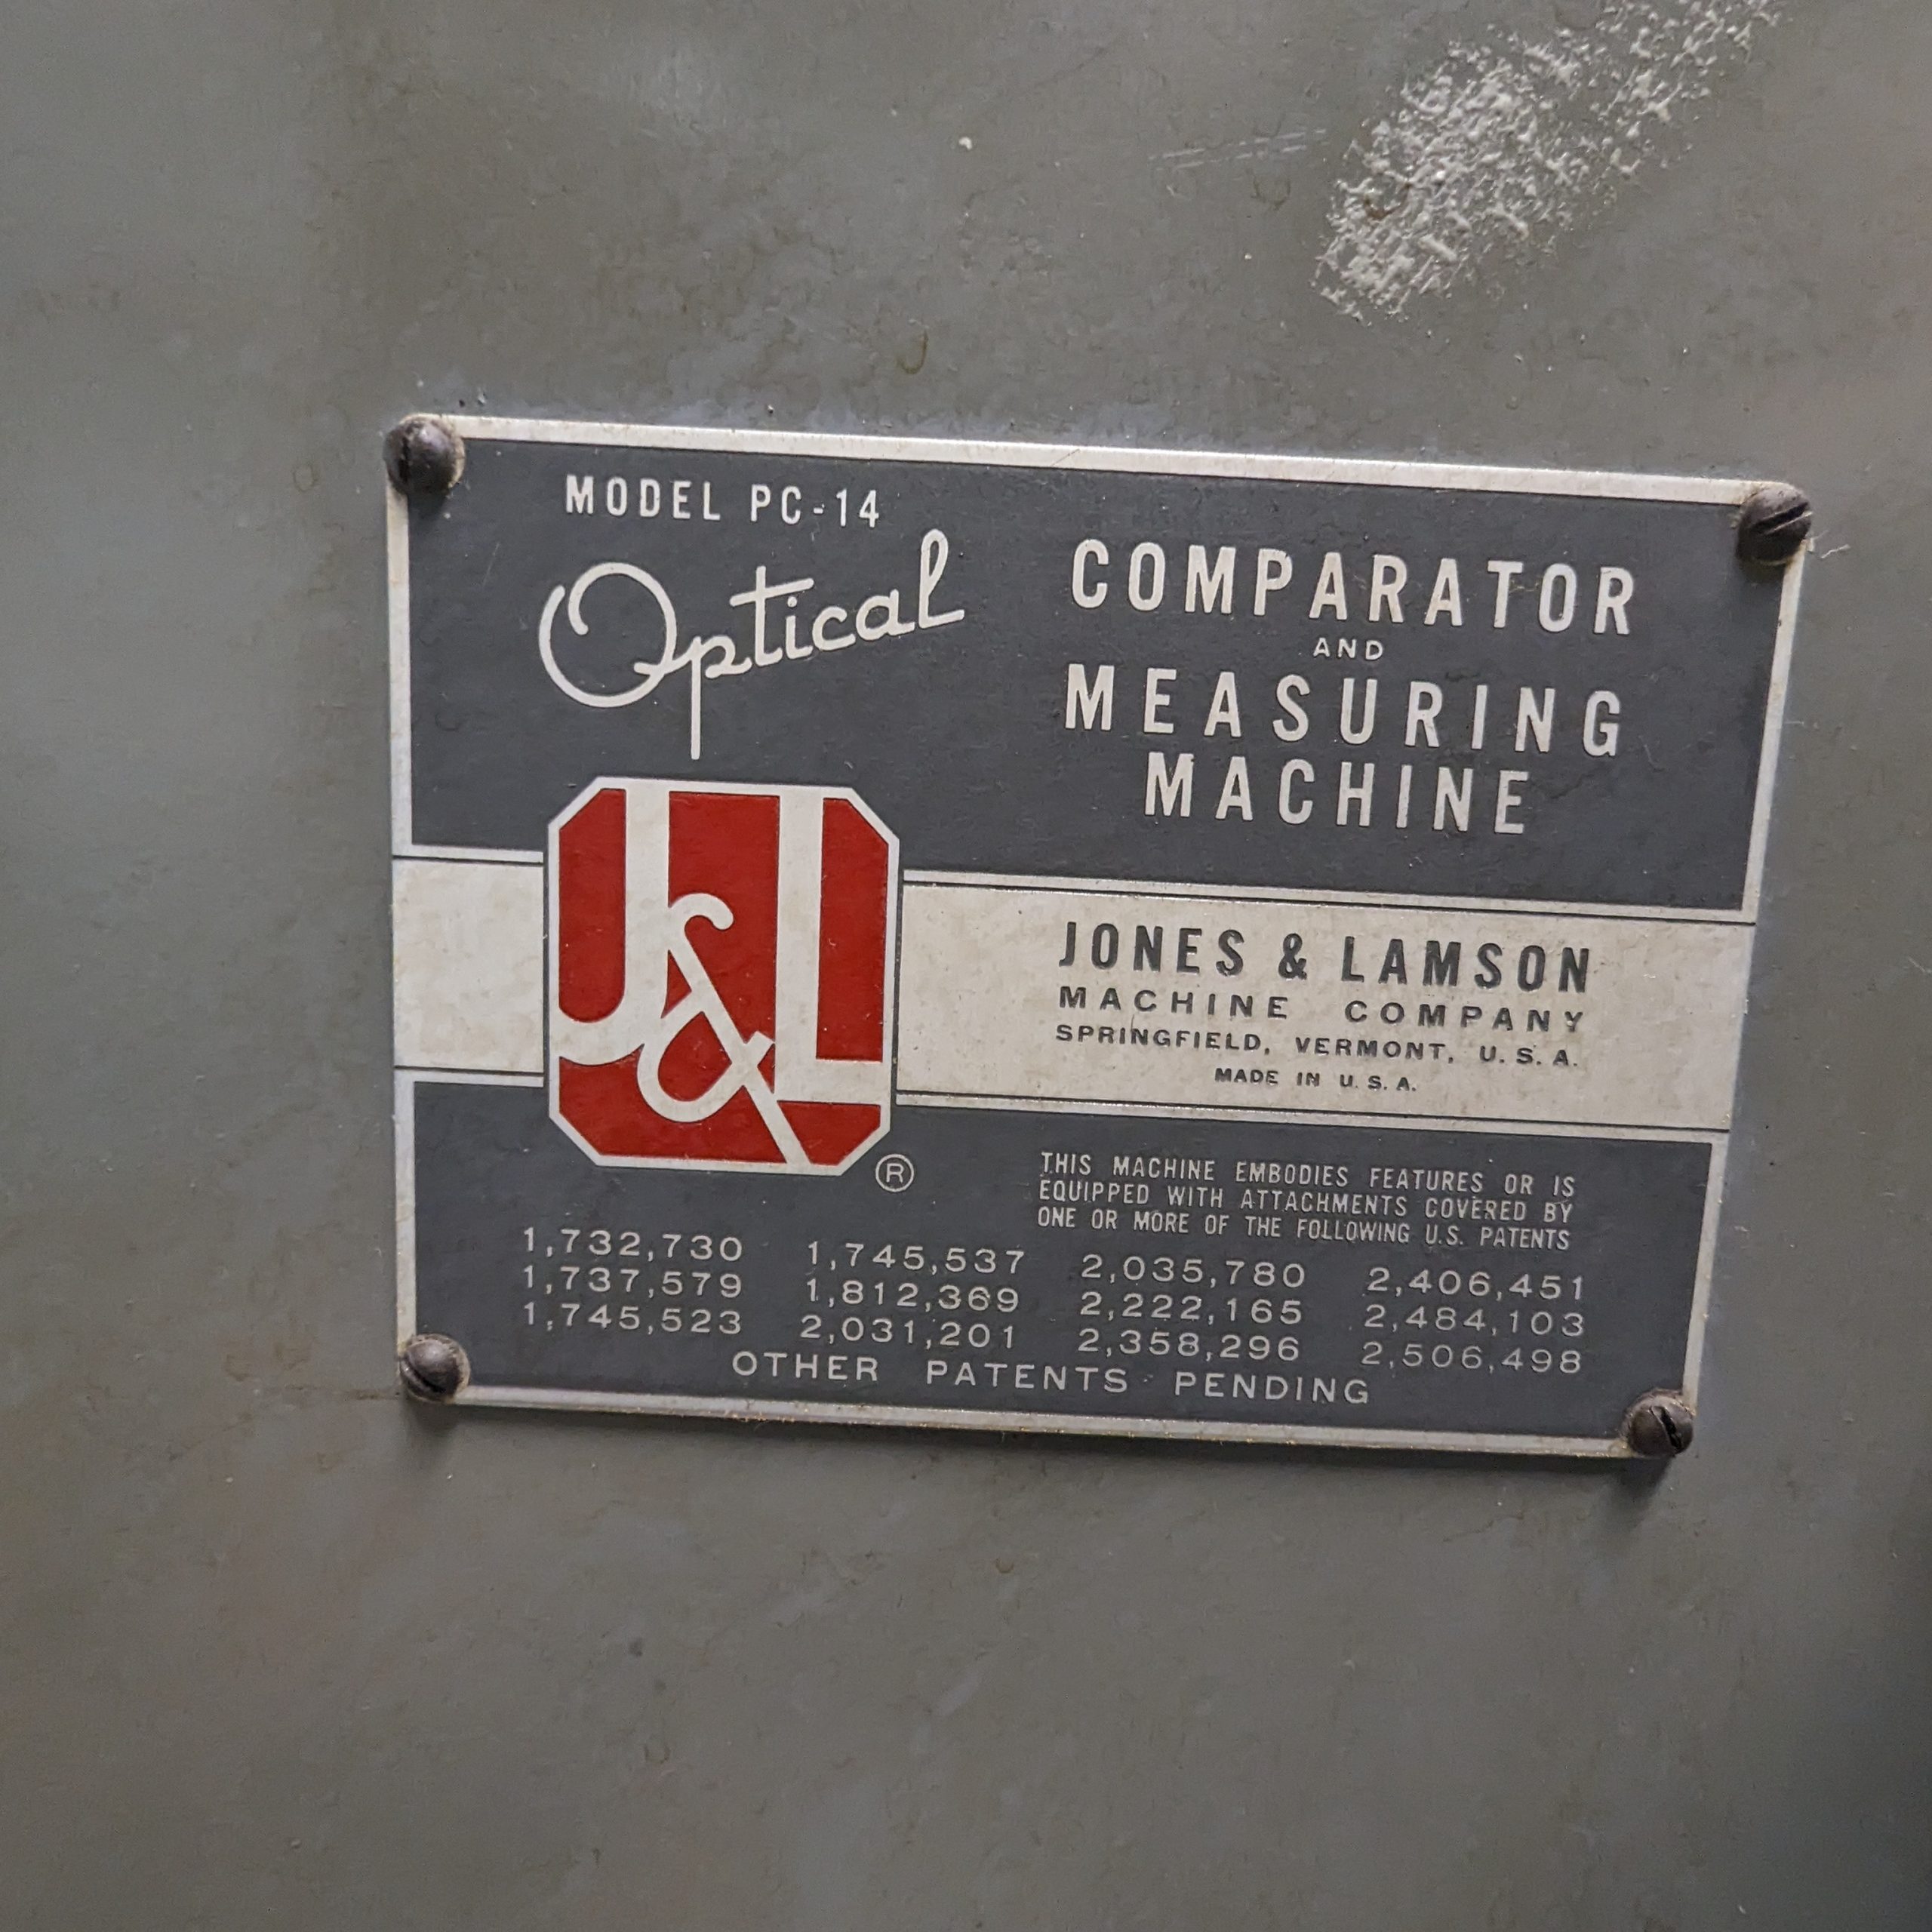 MODEL PC-14
Optical
COMPARATOR
AND
MEASURING
MACHINE
J&L
®
JONES & LAMSON
MACHINE COMPANY
SPRINGFIELD, VERMONT, U.S.A.
MADE IN U.S.A.
THIS MACHINE EMBODIES FEATURES OR IS
EQUIPPED WITH ATTACHMENTS COVERED BY
ONE OR MORE OF THE FOLLOWING U.S. PATENTS
1,732,730 1,745,537 2,035,780 2,406,451
1,737,579 1,812,369 2,222,165 2,484,103
1,745,523 2,031,201 2,358,296 2,506,498
OTHER PATENTS PENDING